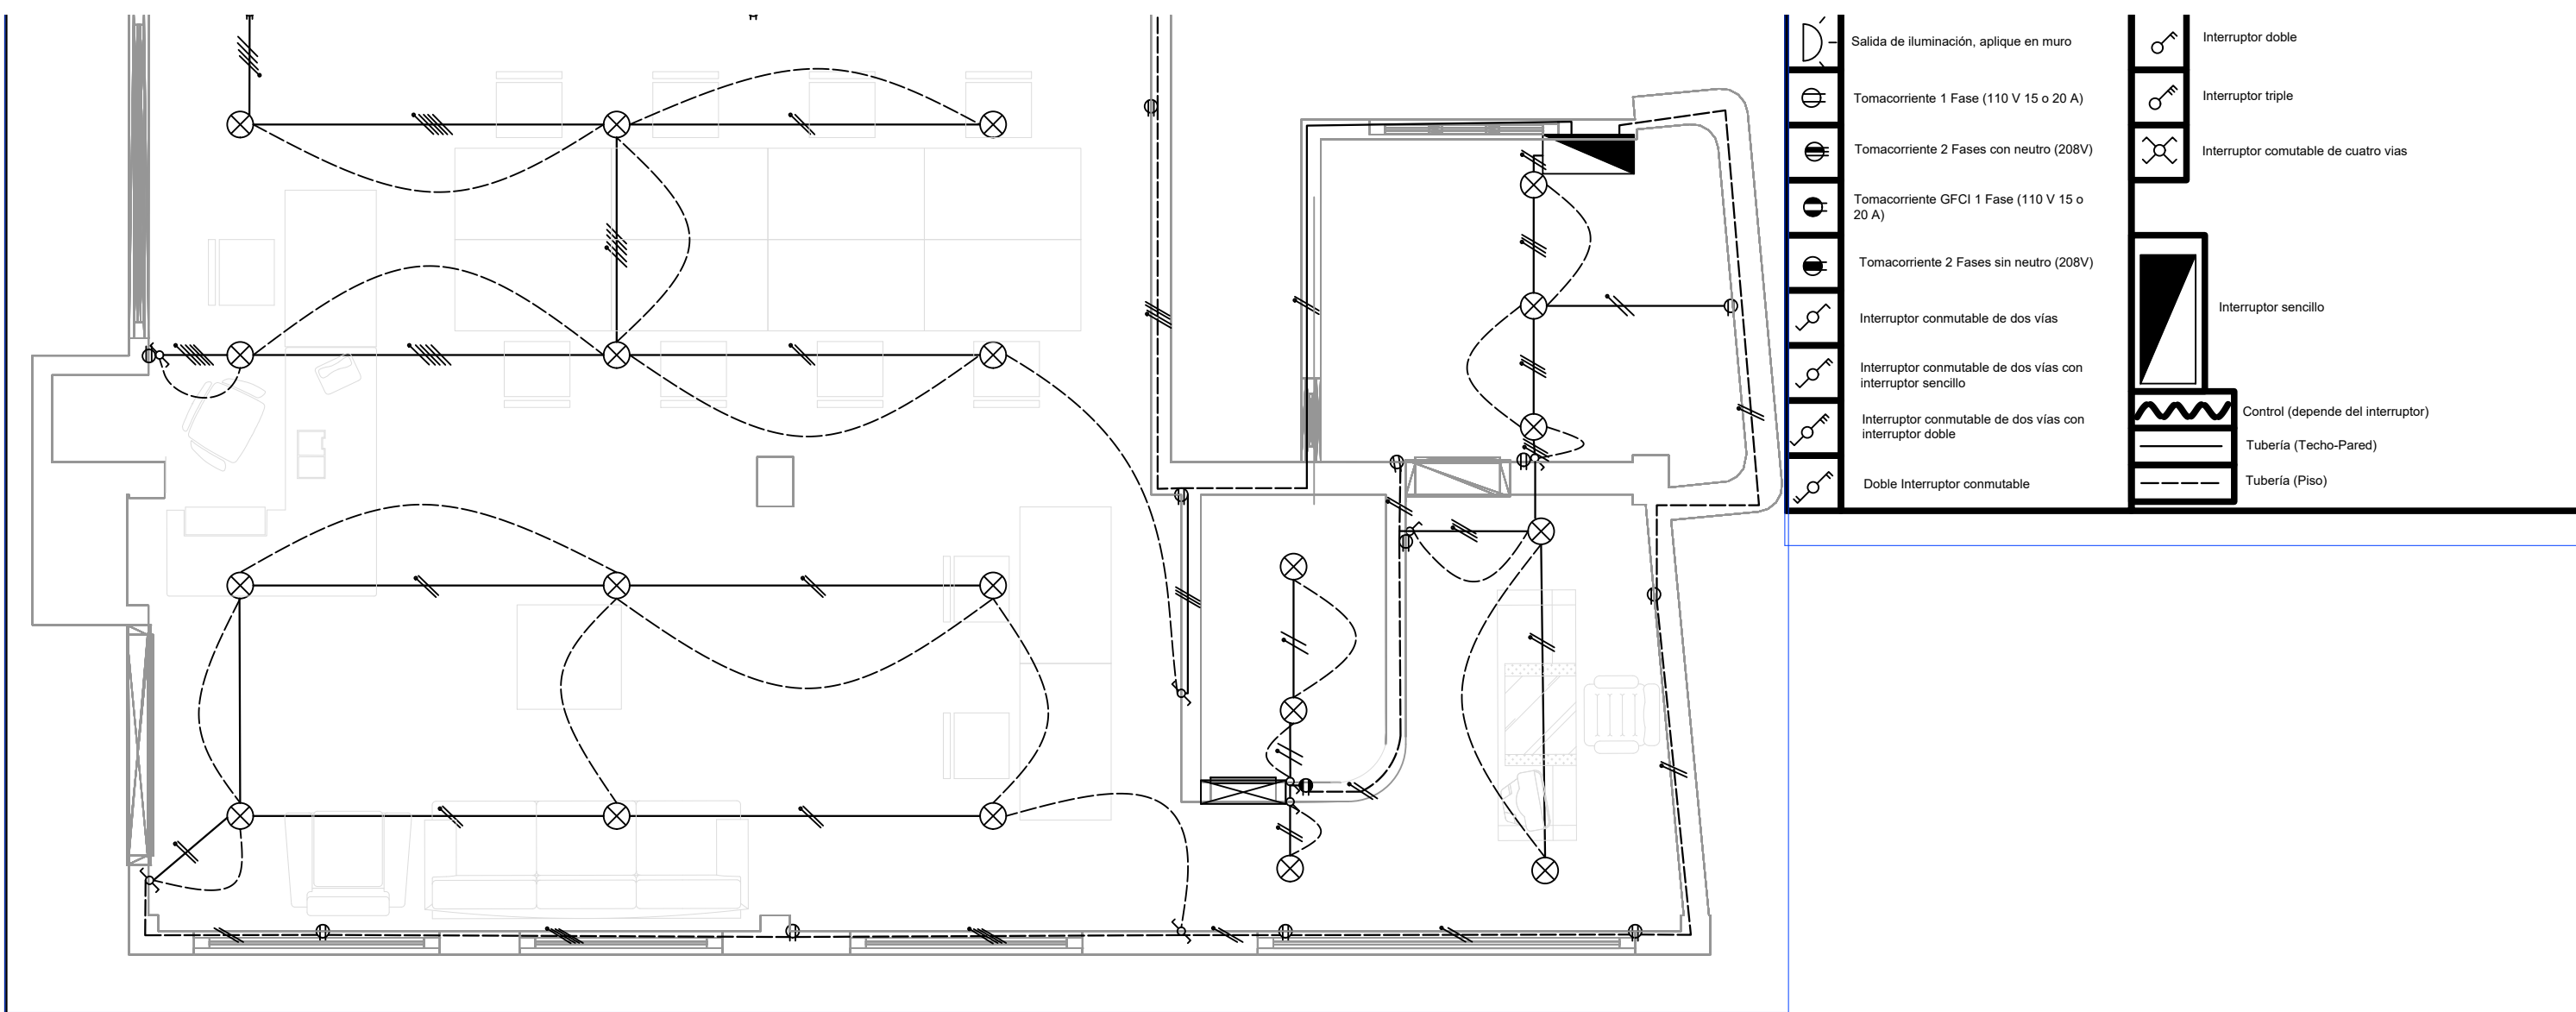 Salida de iluminación, aplique en muro
Tomacorriente 1 Fase (110 V 15 o 20 A)
Tomacorriente 2 Fases con neutro (208V)
Tomacorriente GFCI 1 Fase (110 V 15 o
20 A)
Tomacorriente 2 Fases sin neutro (208V)
Interruptor conmutable de dos vías
Interruptor conmutable de dos vías con
interruptor sencillo
Interruptor conmutable de dos vías con
interruptor doble
Doble Interruptor conmutable
Interruptor doble
Interruptor triple
Interruptor comutable de cuatro vias
Interruptor sencillo
Control (depende del interruptor)
Tubería (Techo-Pared)
Tubería (Piso)